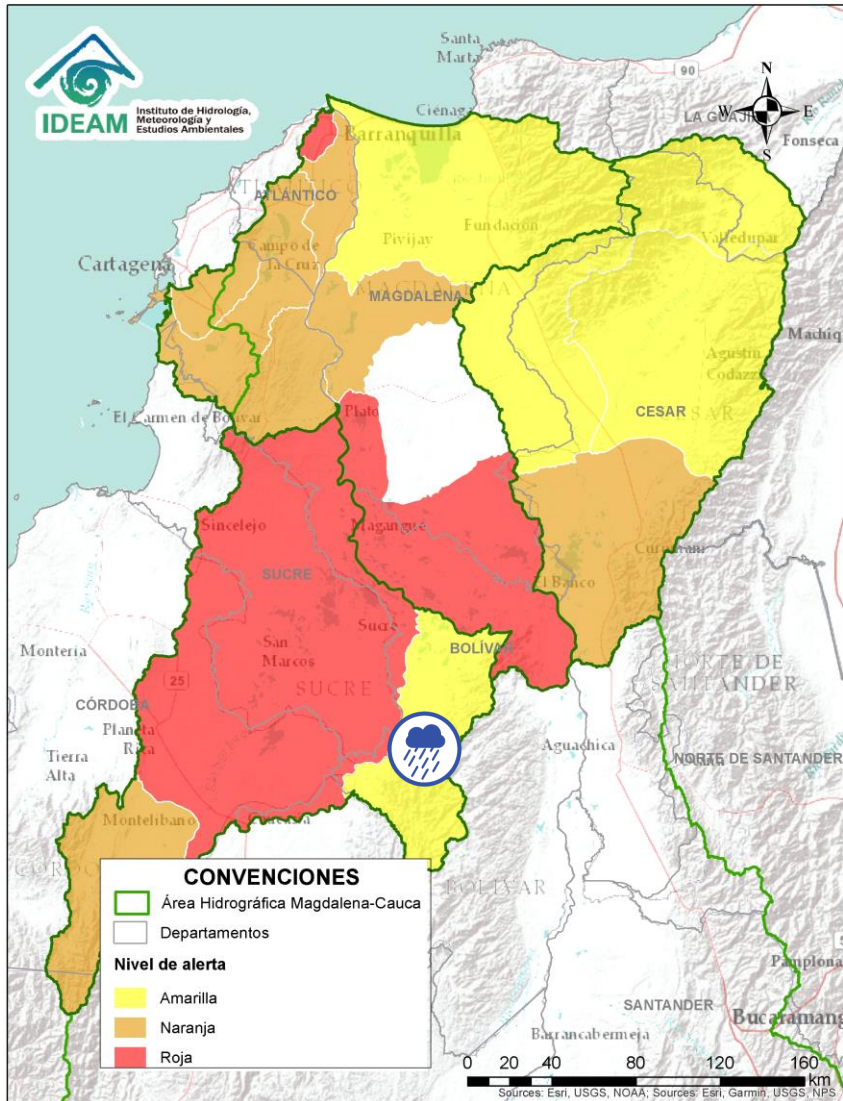 IDEAM
Instituto de Hidrología,
Meteorología y
Estudios Ambientales
Santa
Marta
90
N
W E
S
Ciénaga
LA GUAJIRA
Fonseca
Barranquilla
ATLÁNTICO
Fundación
Valledupar
Pivijay
Campo de
la Cruz
Cartagena
MAGDALENA
Agustín
Codazzi
CESAR
El Carmen de Bolívar
Plato
Sincelejo
Magangue
SUCRE
El Banco
Sucre
BOLÍVAR
Montería
San
Marcos
SUCRE
NORTE DE
SANTANDER
25
CÓRDOBA
Planeta
Rica
Aguachica
NORTE DE SANTANDER
Tierra
Alta
Montelibano
BOLÍVAR
CONVENCIONES
Área Hidrográfica Magdalena-Cauca
Departamentos
Nivel de alerta
Amarilla
Naranja
Roja
Pamplona
SANTANDER
Barrancabermeja
0 20 40 80 120 160
km
Sources: Esri, USGS, NOAA; Sources: Esri, Garmin, USGS, NPS